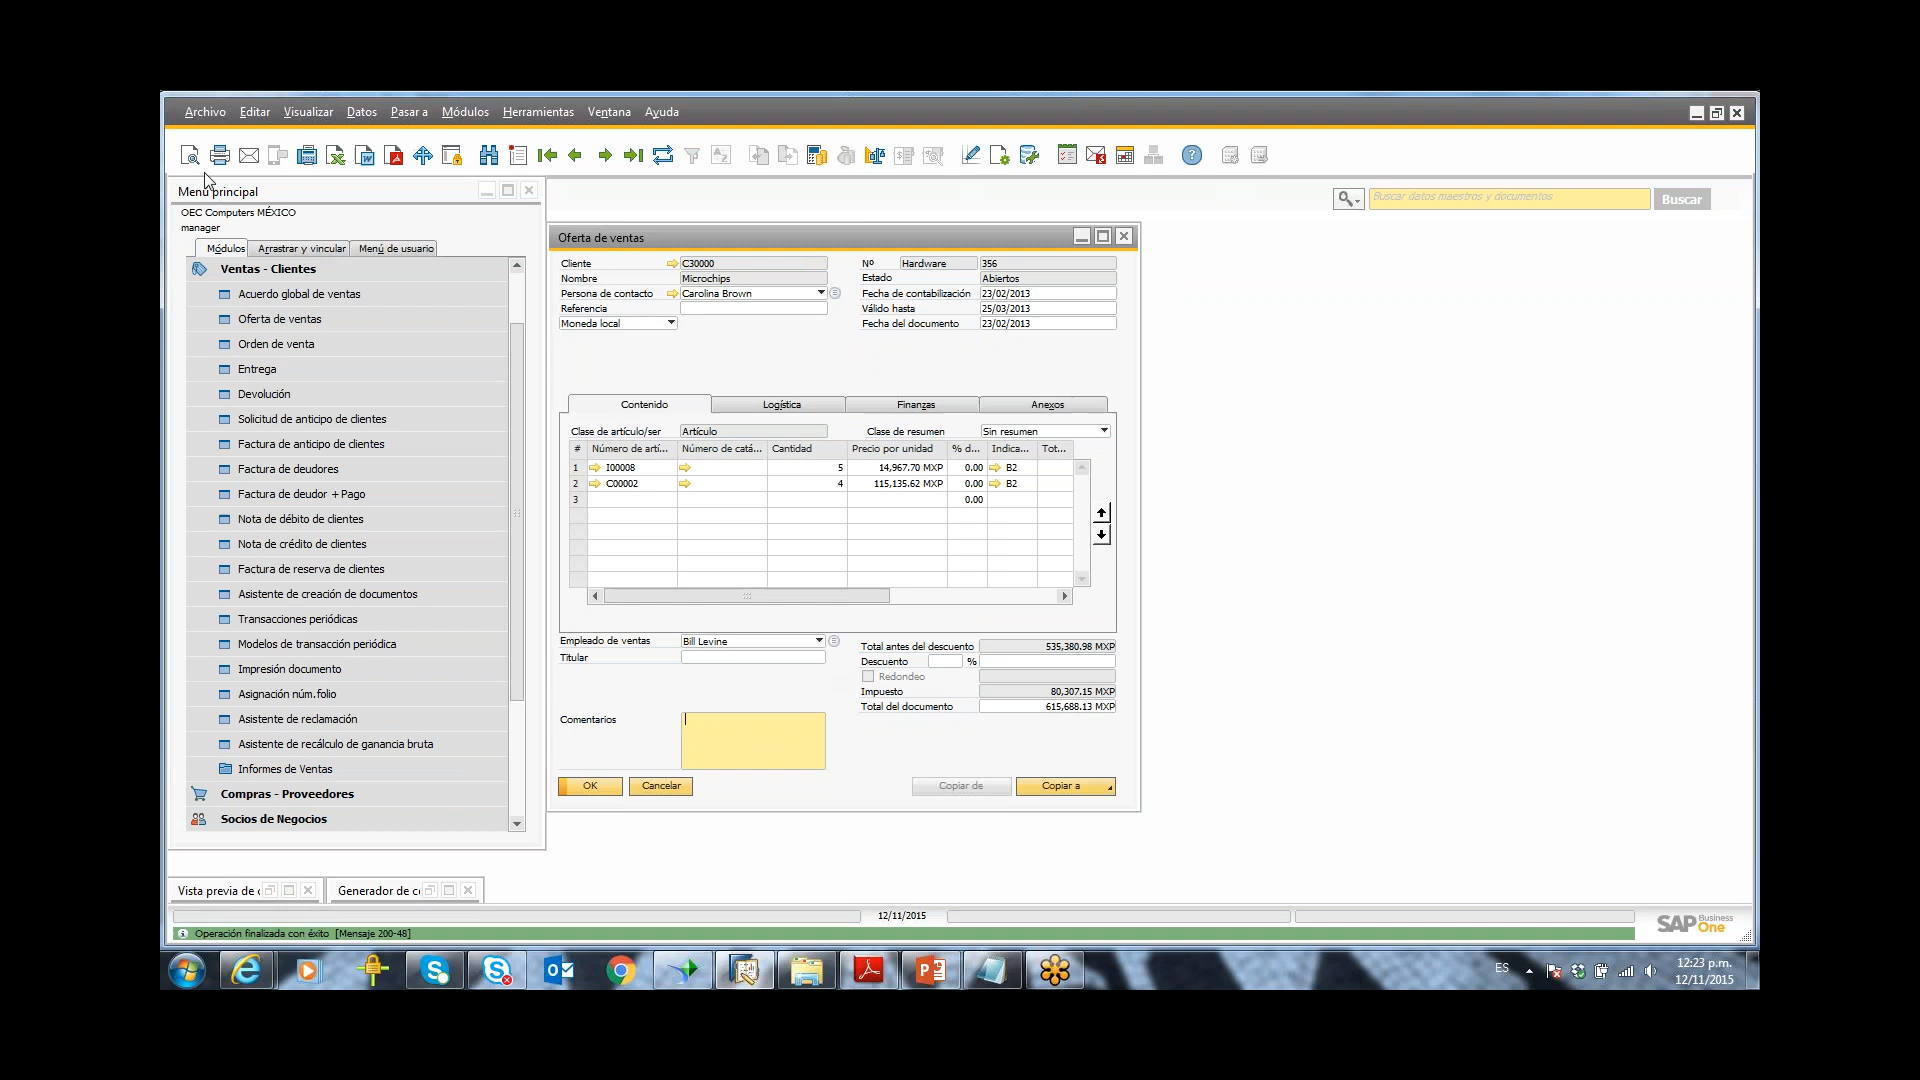 Archivo Editar Visualizar Datos Pasar a Módulos Herramientas Ventana Ayuda
Menú principal
OEC Computers MÉXICO
manager
Módulos Arrastrar y vincular Menú de usuario
Ventas - Clientes
Acuerdo global de ventas
Oferta de ventas
Orden de venta
Entrega
Devolución
Solicitud de anticipo de clientes
Factura de anticipo de clientes
Factura de deudores
Factura de deudor +Pago
Nota de débito de clientes
Nota de crédito de clientes
Factura de reserva de clientes
Asistente de creación de documentos
Transacciones periódicas
Modelos de transacción periódica
Impresión documento
Asignación núm.folio
Asistente de reclamación
Asistente de recálculo de ganancia bruta
Informes de Ventas
Compras - Proveedores
Socios de Negocios
Buscar datos maestros y documentos Buscar
Oferta de ventas
Cliente C30000 Nº Hardware 356
Nombre Microchips Estado Abiertos
Persona de contacto Carolina Brown Fecha de contabilización 23/02/2013
Referencia Válido hasta 25/03/2013
Moneda local Fecha del documento 23/02/2013
Contenido Logística Finanzas Anexos
Clase de artículo/ser Artículo Clase de resumen Sin resumen
# Número de artí... Número de catá... Cantidad Precio por unidad % d... Indica... Tot...
1 I00008 5 14,967.70 MXP 0.00 B2
2 C00002 4 115,135.62 MXP 0.00 B2
3 0.00
Empleado de ventas Bill Levine Total antes del descuento 535,380.98 MXP
Titular Descuento %
Redondeo
Impuesto 80,307.15 MXP
Total del documento 615,688.13 MXP
Comentarios
OK Cancelar Copiar de Copiar a
Vista previa de c Generador de c
12/11/2015
SAP Business One
Operación finalizada con éxito [Mensaje 200-48]
ES 12:23 p.m.
12/11/2015